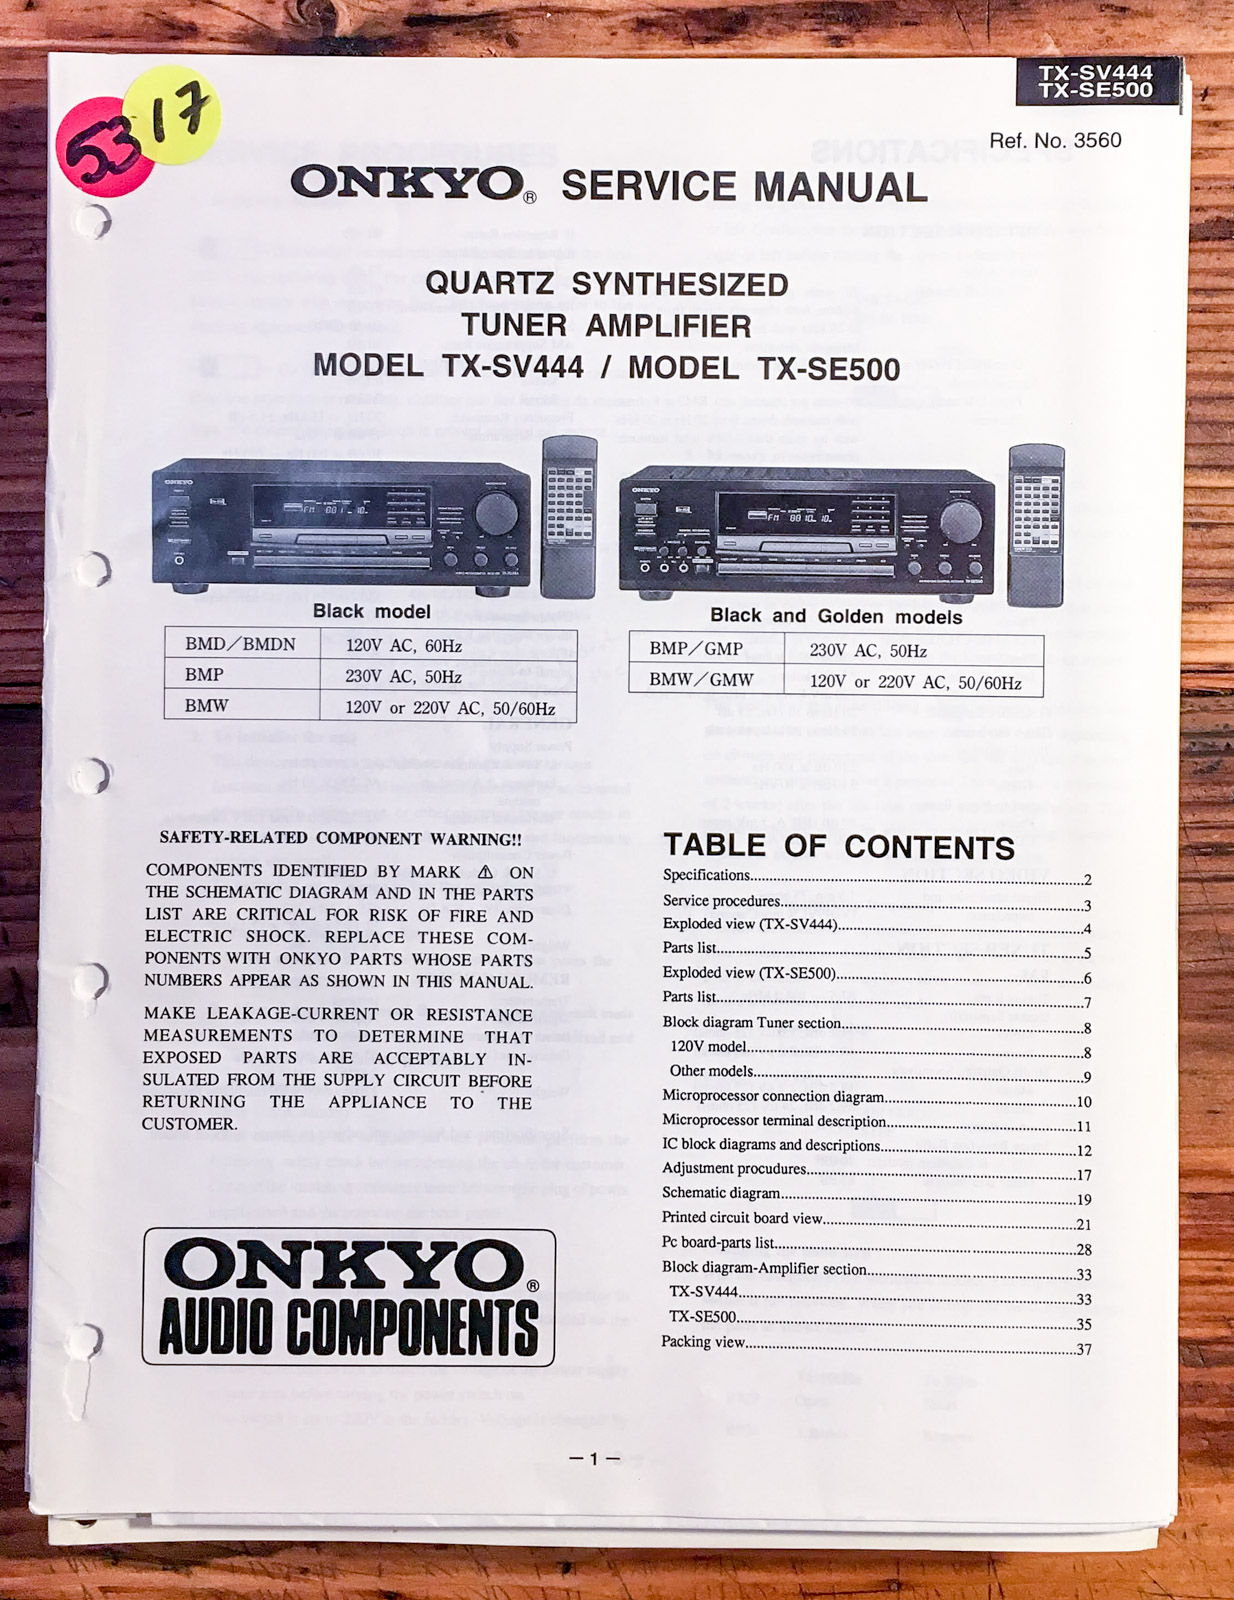 TX-SV444
TX-SE500
5317
Ref. No. 3560
ONKYO® SERVICE MANUAL
QUARTZ SYNTHESIZED
TUNER AMPLIFIER
MODEL TX-SV444 / MODEL TX-SE500
ONKYO
ONKYO
Black model
BMD/BMDN 120V AC, 60Hz
BMP 230V AC, 50Hz
BMW 120V or 220V AC, 50/60Hz
Black and Golden models
BMP/GMP 230V AC, 50Hz
BMW/GMW 120V or 220V AC, 50/60Hz
SAFETY-RELATED COMPONENT WARNING!!
COMPONENTS IDENTIFIED BY MARK ⚠ ON
THE SCHEMATIC DIAGRAM AND IN THE PARTS
LIST ARE CRITICAL FOR RISK OF FIRE AND
ELECTRIC SHOCK. REPLACE THESE COM-
PONENTS WITH ONKYO PARTS WHOSE PARTS
NUMBERS APPEAR AS SHOWN IN THIS MANUAL.
MAKE LEAKAGE-CURRENT OR RESISTANCE
MEASUREMENTS TO DETERMINE THAT
EXPOSED PARTS ARE ACCEPTABLY IN-
SULATED FROM THE SUPPLY CIRCUIT BEFORE
RETURNING THE APPLIANCE TO THE
CUSTOMER.
ONKYO®
AUDIO COMPONENTS
TABLE OF CONTENTS
Specifications...2
Service procedures...3
Exploded view (TX-SV444)...4
Parts list...5
Exploded view (TX-SE500)...6
Parts list...7
Block diagram Tuner section...8
120V model...8
Other models...9
Microprocessor connection diagram...10
Microprocessor terminal description...11
IC block diagrams and descriptions...12
Adjustment procudures...17
Schematic diagram...19
Printed circuit board view...21
Pc board-parts list...28
Block diagram-Amplifier section...33
TX-SV444...33
TX-SE500...35
Packing view...37
— 1 —